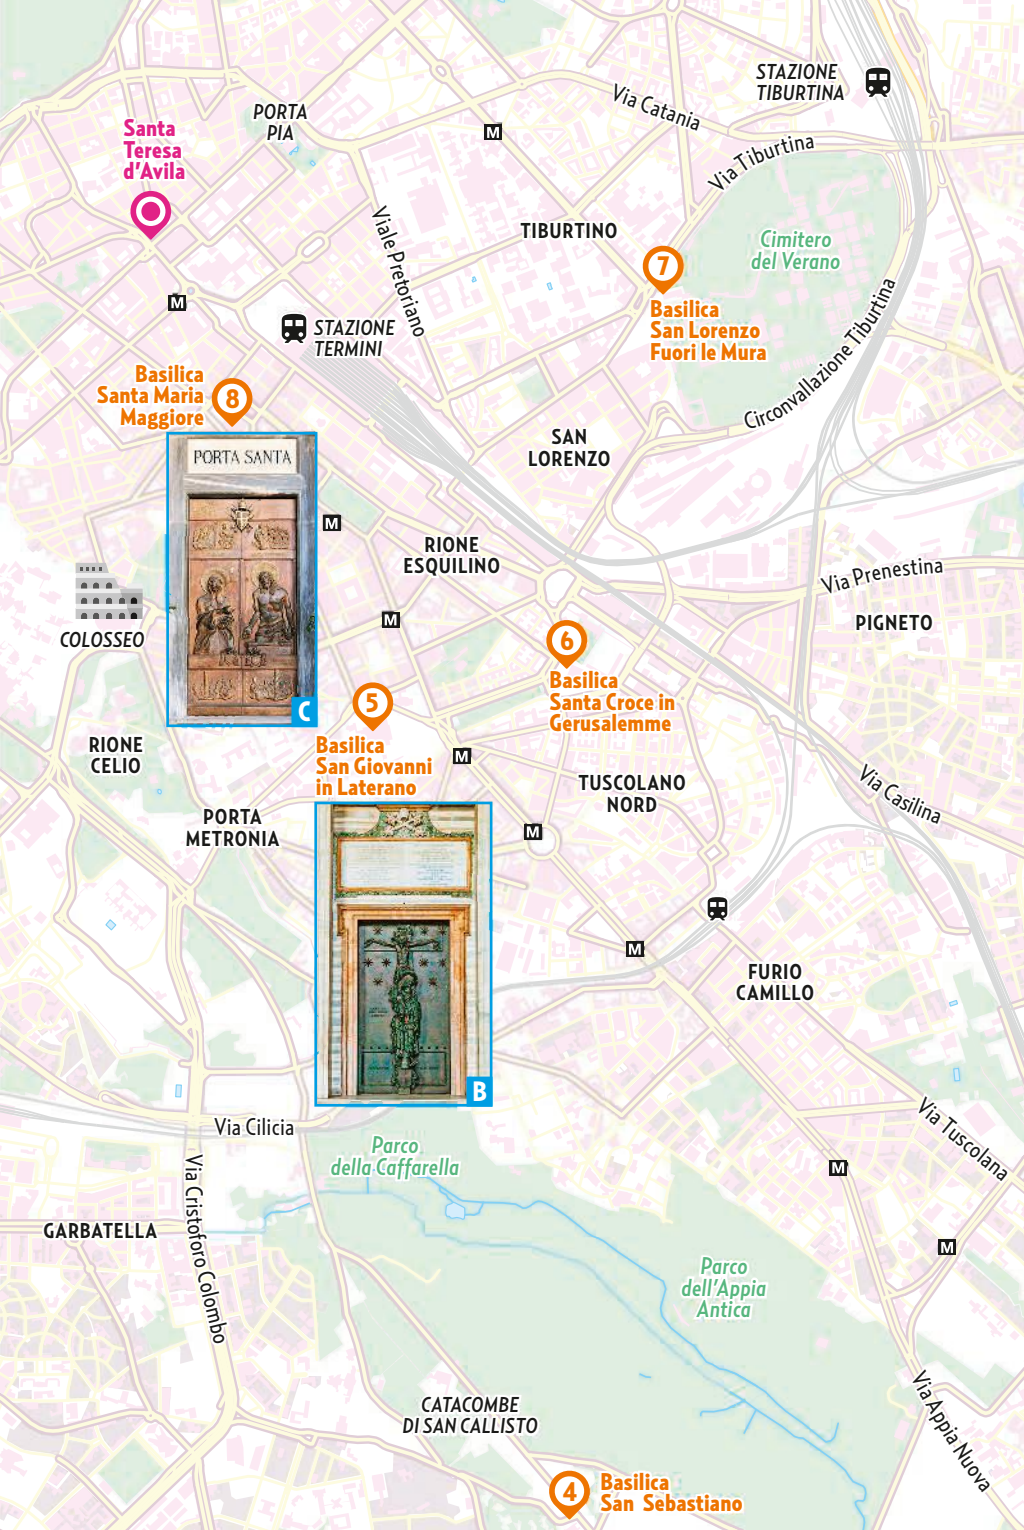 STAZIONE
TIBURTINA
Via Catania
PORTA
PIA
Santa
Teresa
d'Avila
M
Via Tiburtina
Viale Pretoriano
TIBURTINO
Cimitero
del Verano
7
Basilica
San Lorenzo
Fuori le Mura
Circonvallazione Tiburtina
M
STAZIONE
TERMINI
Basilica
Santa Maria
Maggiore
8
PORTA SANTA
SAN
LORENZO
M
RIONE
ESQUILINO
Via Prenestina
PIGNETO
COLOSSEO
M
6
Basilica
Santa Croce in
Gerusalemme
C
5
Basilica
San Giovanni
in Laterano
RIONE
CELIO
M
TUSCOLANO
NORD
Via Casilina
PORTA
METRONIA
M
M
FURIO
CAMILLO
B
Via Cilicia
Parco
della Caffarella
Via Tuscolana
M
Via Cristoforo Colombo
GARBATELLA
M
Parco
dell'Appia
Antica
Via Appia Nuova
CATACOMBE
DI SAN CALLISTO
4
Basilica
San Sebastiano